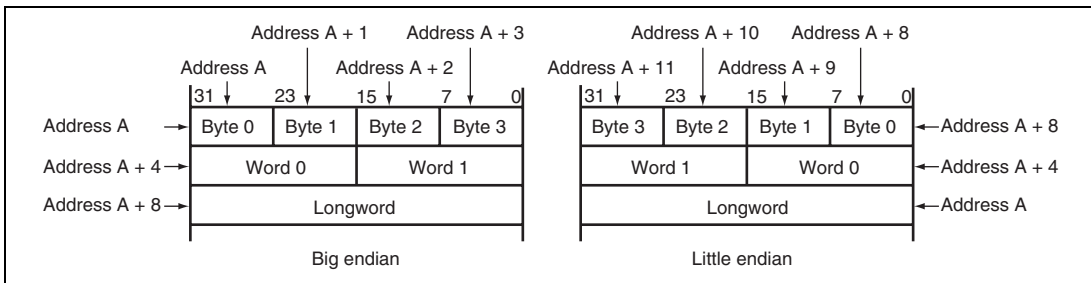 Address A + 1 Address A + 3 Address A + 10 Address A + 8
Address A Address A + 2 Address A + 11 Address A + 9
31 23 15 7 0 31 23 15 7 0
Address A Byte 0 Byte 1 Byte 2 Byte 3 Byte 3 Byte 2 Byte 1 Byte 0 Address A + 8
Address A + 4 Word 0 Word 1 Word 1 Word 0 Address A + 4
Address A + 8 Longword Longword Address A
Big endian Little endian